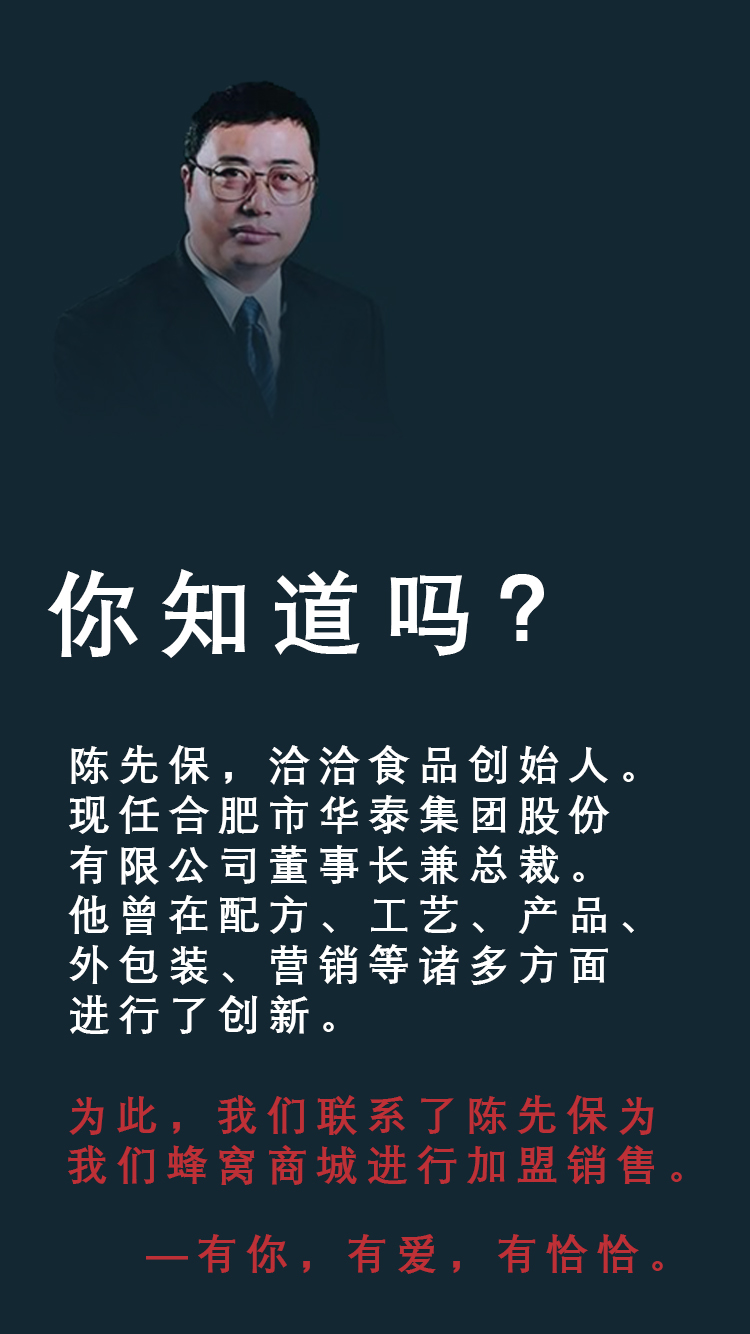 你知道吗？
陈先保，洽洽食品创始人。
现任合肥市华泰集团股份
有限公司董事长兼总裁。
他曾在配方、工艺、产品、
外包装、营销等诸多方面
进行了创新。
为此，我们联系了陈先保为
我们蜂窝商城进行加盟销售。
—有你，有爱，有恰恰。